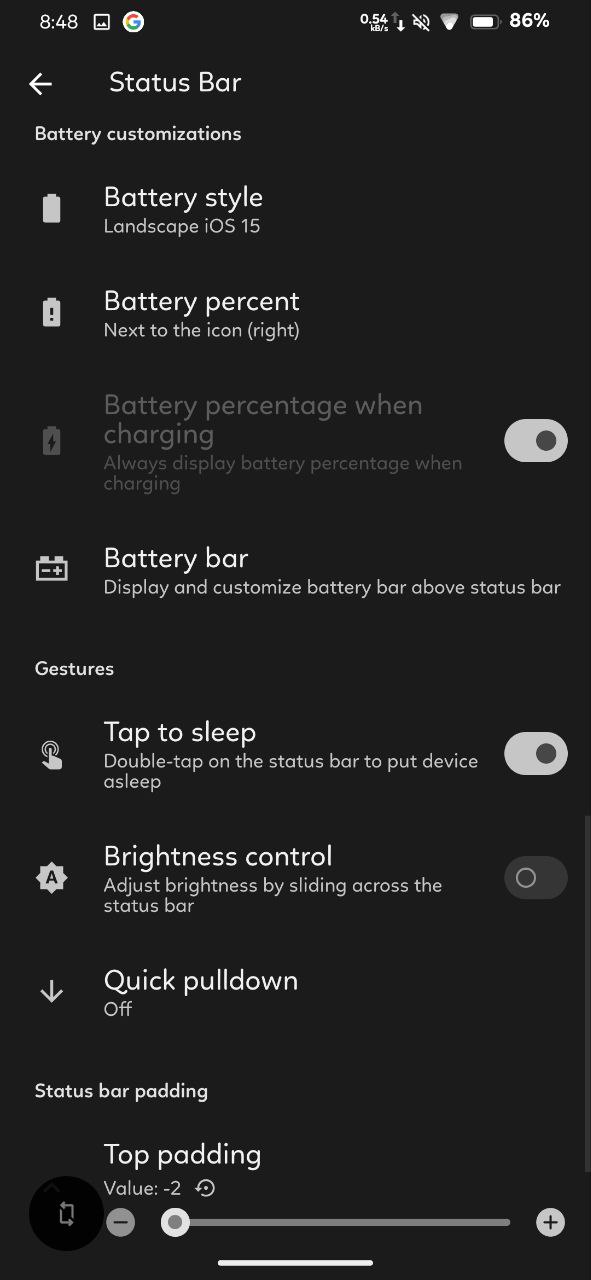 8:48 0.54 kB/s 86%
Status Bar
Battery customizations
Battery style
Landscape iOS 15
Battery percent
Next to the icon (right)
Battery percentage when
charging
Always display battery percentage when
charging
Battery bar
Display and customize battery bar above status bar
Gestures
Tap to sleep
Double-tap on the status bar to put device
asleep
Brightness control
Adjust brightness by sliding across the
status bar
Quick pulldown
Off
Status bar padding
Top padding
Value: -2